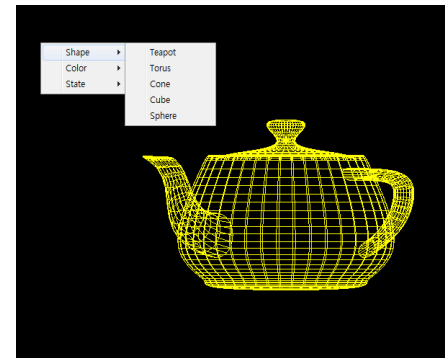 Shape
Color
State
Teapot
Torus
Cone
Cube
Sphere